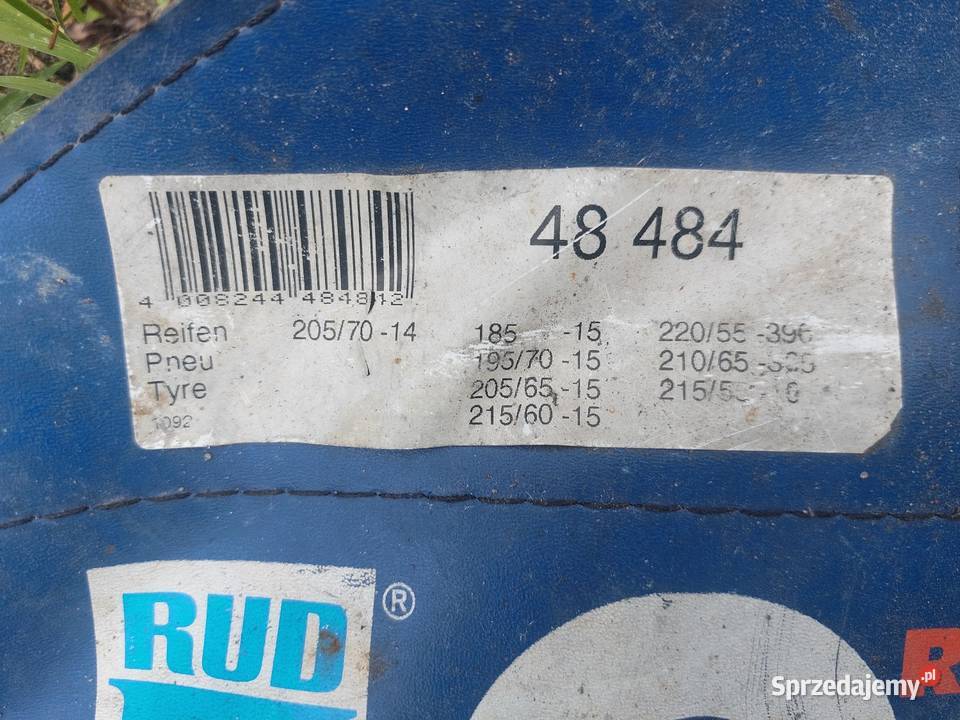 48 484
4 008244 484812
Reifen 205/70 -14 185 -15 220/55 -390
Pneu 195/70 -15 210/65
Tyre 205/65 -15
1092 215/60 -15
RUD®
R
Sprzedajemy.pl